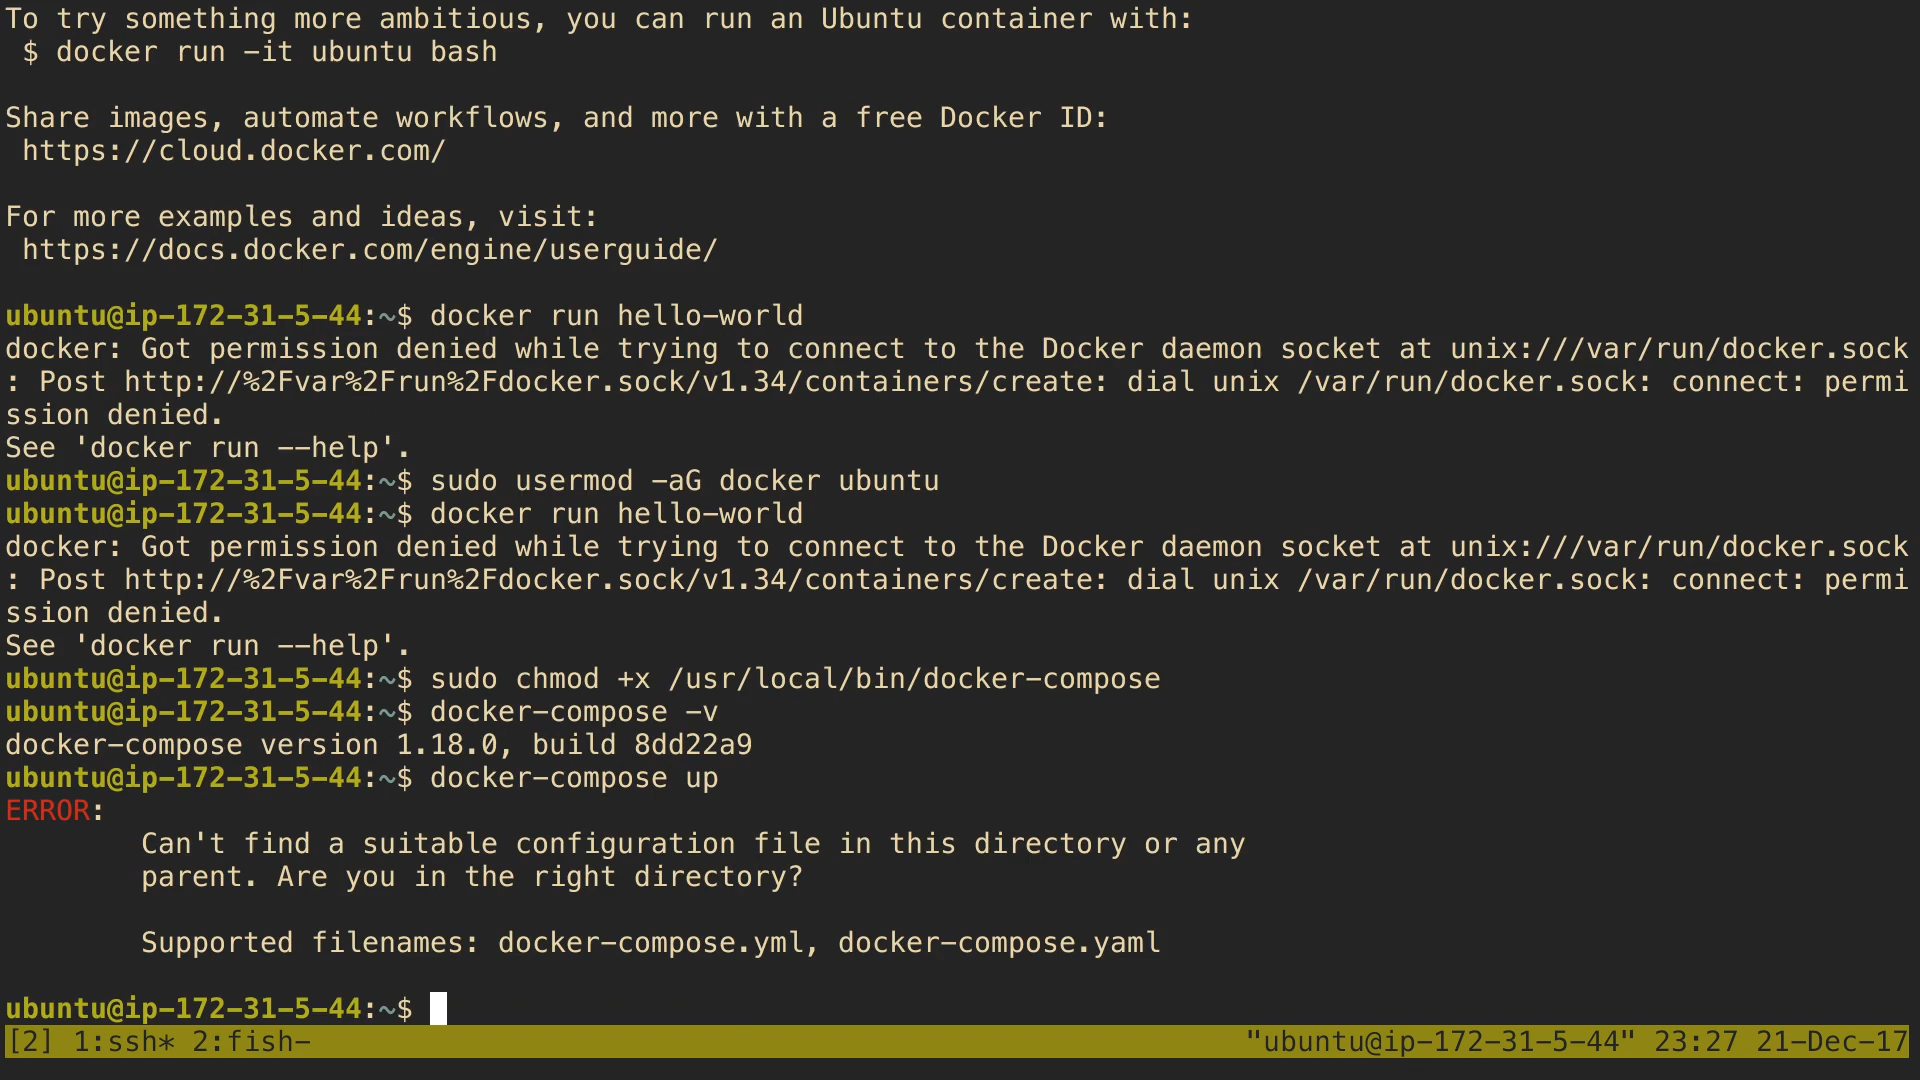 To try something more ambitious, you can run an Ubuntu container with:
 $ docker run -it ubuntu bash

Share images, automate workflows, and more with a free Docker ID:
 https://cloud.docker.com/

For more examples and ideas, visit:
 https://docs.docker.com/engine/userguide/

ubuntu@ip-172-31-5-44:~$ docker run hello-world
docker: Got permission denied while trying to connect to the Docker daemon socket at unix:///var/run/docker.sock
: Post http://%2Fvar%2Frun%2Fdocker.sock/v1.34/containers/create: dial unix /var/run/docker.sock: connect: permi
ssion denied.
See 'docker run --help'.
ubuntu@ip-172-31-5-44:~$ sudo usermod -aG docker ubuntu
ubuntu@ip-172-31-5-44:~$ docker run hello-world
docker: Got permission denied while trying to connect to the Docker daemon socket at unix:///var/run/docker.sock
: Post http://%2Fvar%2Frun%2Fdocker.sock/v1.34/containers/create: dial unix /var/run/docker.sock: connect: permi
ssion denied.
See 'docker run --help'.
ubuntu@ip-172-31-5-44:~$ sudo chmod +x /usr/local/bin/docker-compose
ubuntu@ip-172-31-5-44:~$ docker-compose -v
docker-compose version 1.18.0, build 8dd22a9
ubuntu@ip-172-31-5-44:~$ docker-compose up
ERROR:
        Can't find a suitable configuration file in this directory or any
        parent. Are you in the right directory?

        Supported filenames: docker-compose.yml, docker-compose.yaml

ubuntu@ip-172-31-5-44:~$
[2] 1:ssh* 2:fish- "ubuntu@ip-172-31-5-44" 23:27 21-Dec-17